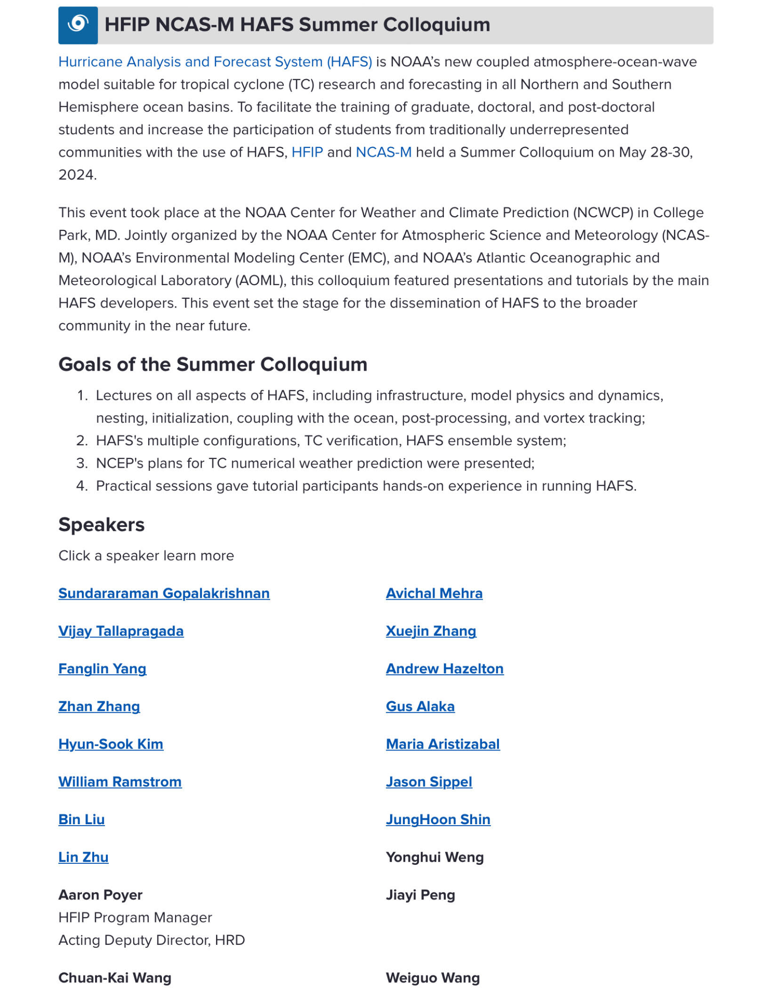 HFIP NCAS-M HAFS Summer Colloquium
Hurricane Analysis and Forecast System (HAFS) is NOAA’s new coupled atmosphere-ocean-wave
model suitable for tropical cyclone (TC) research and forecasting in all Northern and Southern
Hemisphere ocean basins. To facilitate the training of graduate, doctoral, and post-doctoral
students and increase the participation of students from traditionally underrepresented
communities with the use of HAFS, HFIP and NCAS-M held a Summer Colloquium on May 28-30,
2024.
This event took place at the NOAA Center for Weather and Climate Prediction (NCWCP) in College
Park, MD. Jointly organized by the NOAA Center for Atmospheric Science and Meteorology (NCAS-
M), NOAA’s Environmental Modeling Center (EMC), and NOAA’s Atlantic Oceanographic and
Meteorological Laboratory (AOML), this colloquium featured presentations and tutorials by the main
HAFS developers. This event set the stage for the dissemination of HAFS to the broader
community in the near future.
Goals of the Summer Colloquium
1. Lectures on all aspects of HAFS, including infrastructure, model physics and dynamics,
nesting, initialization, coupling with the ocean, post-processing, and vortex tracking;
2. HAFS's multiple configurations, TC verification, HAFS ensemble system;
3. NCEP's plans for TC numerical weather prediction were presented;
4. Practical sessions gave tutorial participants hands-on experience in running HAFS.
Speakers
Click a speaker learn more
Sundararaman Gopalakrishnan
Avichal Mehra
Vijay Tallapragada
Xuejin Zhang
Fanglin Yang
Andrew Hazelton
Zhan Zhang
Gus Alaka
Hyun-Sook Kim
Maria Aristizabal
William Ramstrom
Jason Sippel
Bin Liu
JungHoon Shin
Lin Zhu
Yonghui Weng
Aaron Poyer
HFIP Program Manager
Acting Deputy Director, HRD
Jiayi Peng
Chuan-Kai Wang
Weiguo Wang